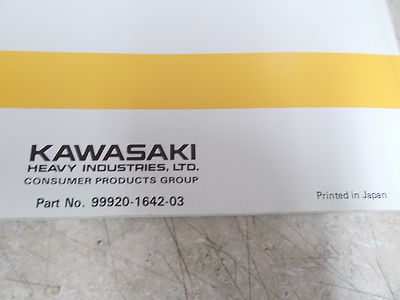 KAWASAKI
HEAVY INDUSTRIES, LTD.
CONSUMER PRODUCTS GROUP
Part No. 99920-1642-03
Printed in Japan